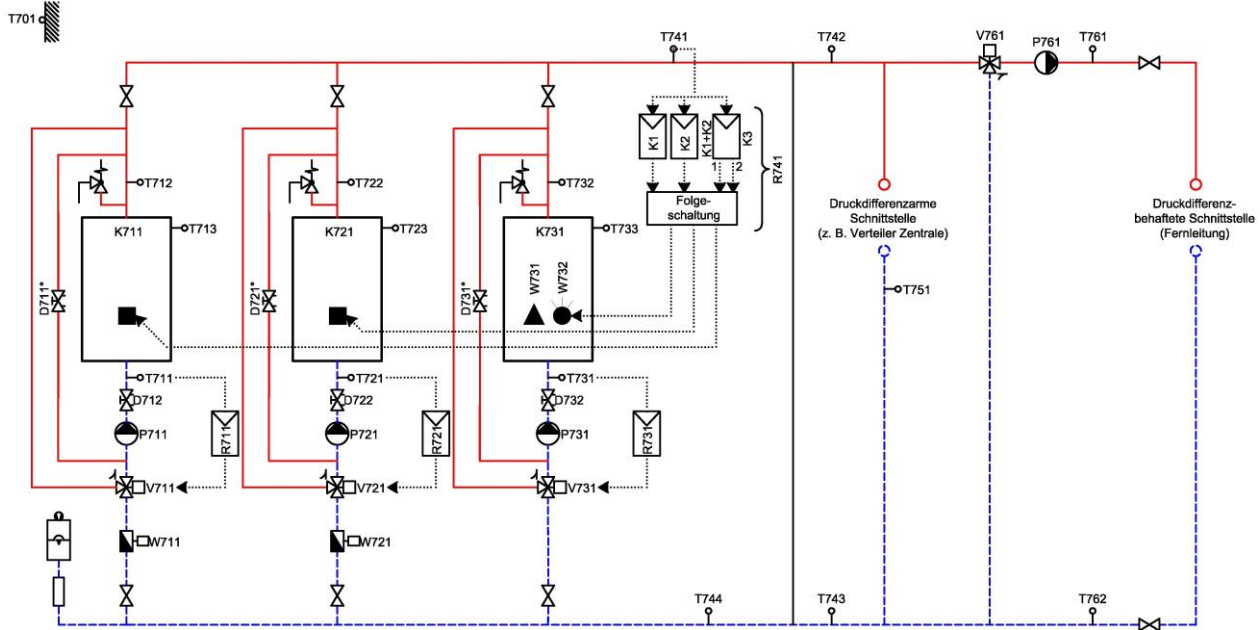 T701
T741
T742
V761
P761
T761
K1
K2
K1+K2
K3
1
2
R741
Folge-
schaltung
T712
T722
T732
K711
T713
K721
T723
K731
T733
Druckdifferenzarme
Schnittstelle
(z. B. Verteiler Zentrale)
Druckdifferenz-
behaftete Schnittstelle
(Fernleitung)
D711*
D721*
D731*
W731
W732
T751
T711
T721
T731
D712
D722
D732
P711
R711
P721
R721
P731
R731
V711
V721
V731
W711
W721
T744
T743
T762